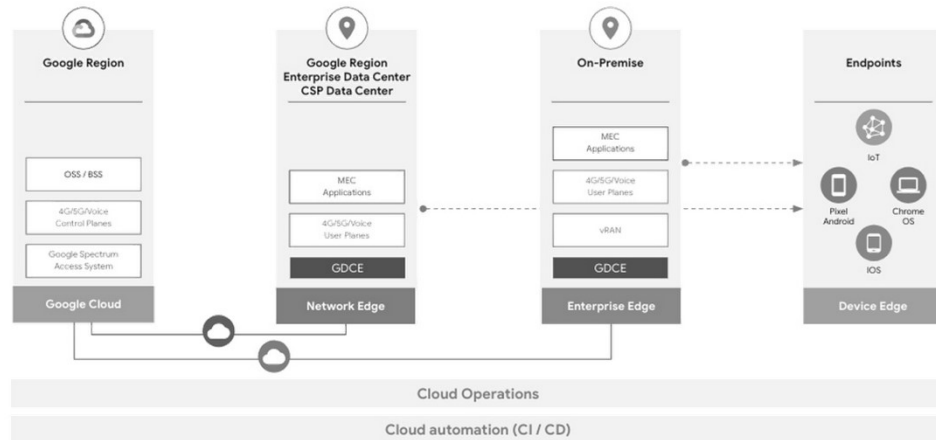 Google Region
OSS / BSS
4G/5G/Voice
Control Planes
Google Spectrum
Access System
Google Cloud
Google Region
Enterprise Data Center
CSP Data Center
MEC
Applications
4G/5G/Voice
User Planes
GDCE
Network Edge
On-Premise
MEC
Applications
4G/5G/Voice
User Planes
vRAN
GDCE
Enterprise Edge
Endpoints
IoT
Pixel
Android
Chrome
OS
IOS
Device Edge
Cloud Operations
Cloud automation (CI / CD)